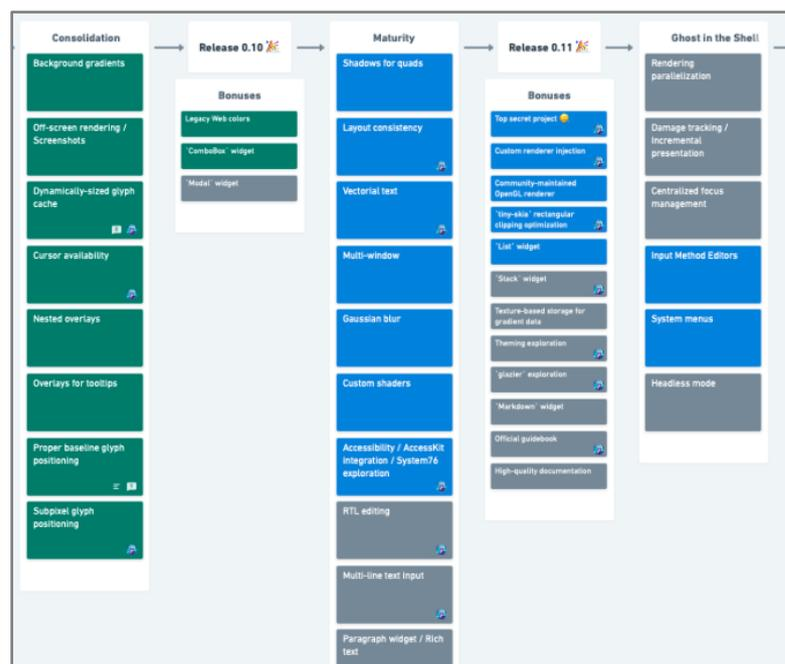 Consolidation
Background gradients
Off-screen rendering /
Screenshots
Dynamically-sized glyph
cache
Cursor availability
Nested overlays
Overlays for tooltips
Proper baseline glyph
positioning
Subpixel glyph
positioning
Release 0.10 🎉
Bonuses
Legacy Web colors
`ComboBox` widget
`Modal` widget
Maturity
Shadows for quads
Layout consistency
Vectorial text
Multi-window
Gaussian blur
Custom shaders
Accessibility / AccessKit
integration / System76
exploration
RTL editing
Multi-line text input
Paragraph widget / Rich
text
Release 0.11 🎉
Bonuses
Top secret project 😄
Custom renderer injection
Community-maintained
OpenGL renderer
`tiny-skia` rectangular
clipping optimization
`List` widget
`Stack` widget
Texture-based storage for
gradient data
Theming exploration
`glazier` exploration
`Markdown` widget
Official guidebook
High-quality documentation
Ghost in the Shell
Rendering
parallelization
Damage tracking /
Incremental
presentation
Centralized focus
management
Input Method Editors
System menus
Headless mode